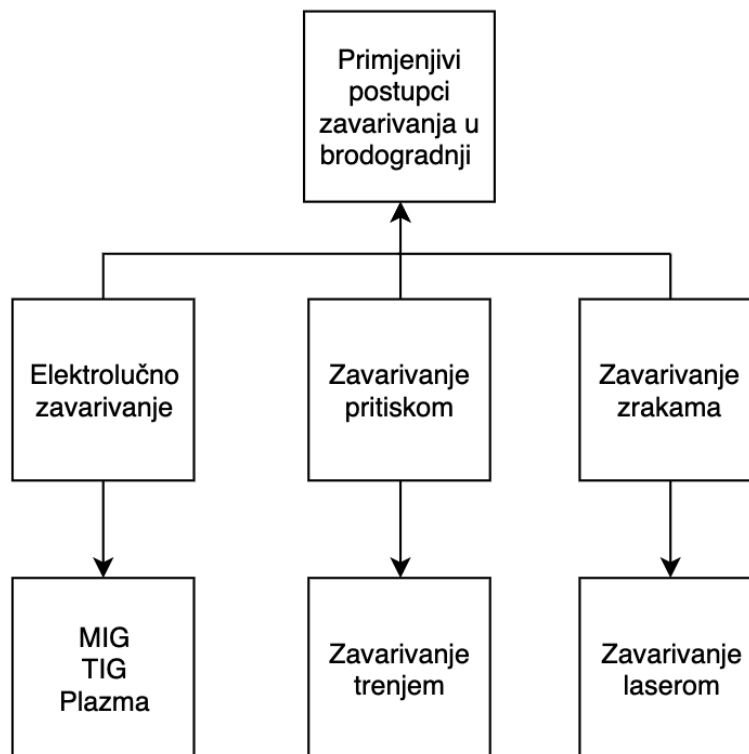 Primjenjivi
postupci
zavarivanja u
brodogradnji
Elektrolučno
zavarivanje
Zavarivanje
pritiskom
Zavarivanje
zrakama
MIG
TIG
Plazma
Zavarivanje
trenjem
Zavarivanje
laserom